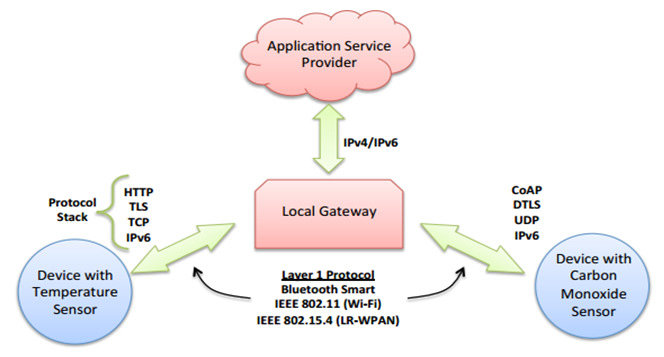 Application Service
Provider
IPv4/IPv6
Protocol
Stack
HTTP
TLS
TCP
IPv6
Local Gateway
CoAP
DTLS
UDP
IPv6
Device with
Temperature
Sensor
Layer 1 Protocol
Bluetooth Smart
IEEE 802.11 (Wi-Fi)
IEEE 802.15.4 (LR-WPAN)
Device with
Carbon
Monoxide
Sensor